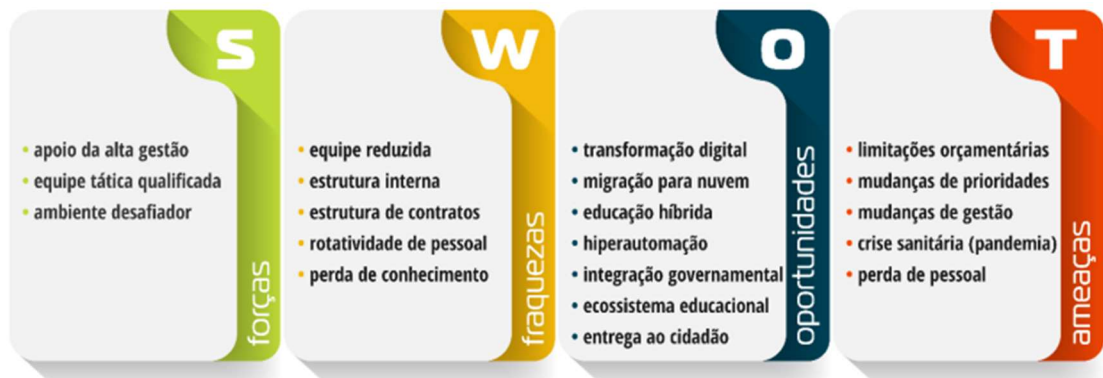 S
• apoio da alta gestão
• equipe tática qualificada
• ambiente desafiador
forças
W
• equipe reduzida
• estrutura interna
• estrutura de contratos
• rotatividade de pessoal
• perda de conhecimento
fraquezas
O
• transformação digital
• migração para nuvem
• educação híbrida
• hiperautomação
• integração governamental
• ecossistema educacional
• entrega ao cidadão
oportunidades
T
• limitações orçamentárias
• mudanças de prioridades
• mudanças de gestão
• crise sanitária (pandemia)
• perda de pessoal
ameaças